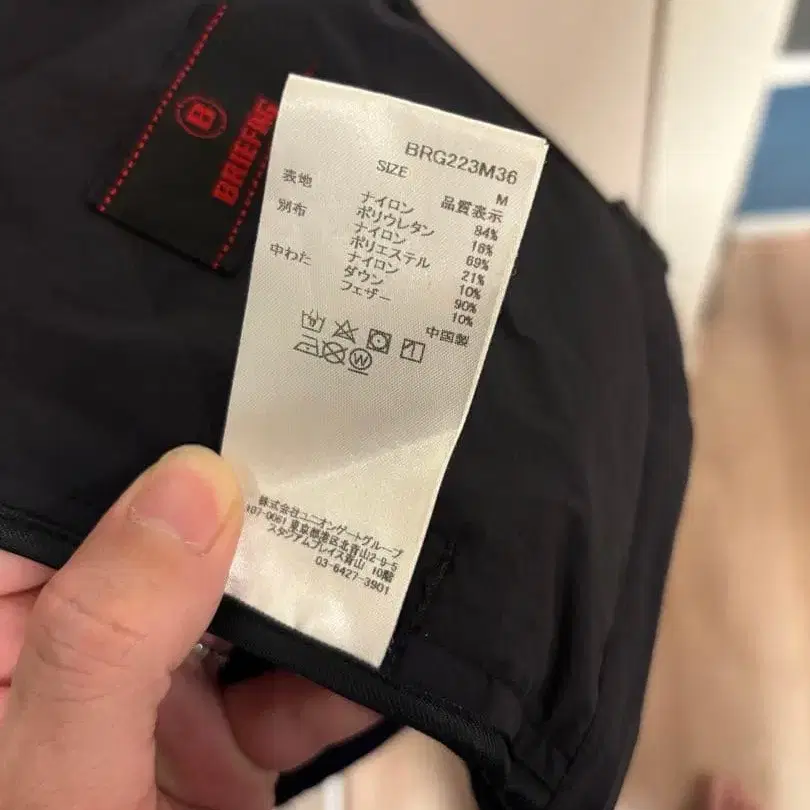 B
BRIEFING
BRG223M36
SIZE M
品質表示
表地 ナイロン 84%
ポリウレタン 16%
別布 ナイロン 69%
ポリエステル 21%
ナイロン 10%
中わた ダウン 90%
フェザー 10%
中国製
W
株式会社ユニオンゲートグループ
107-0061 東京都港区北青山2-9-5
スタジアムプレイス青山 10階
03-6427-3901